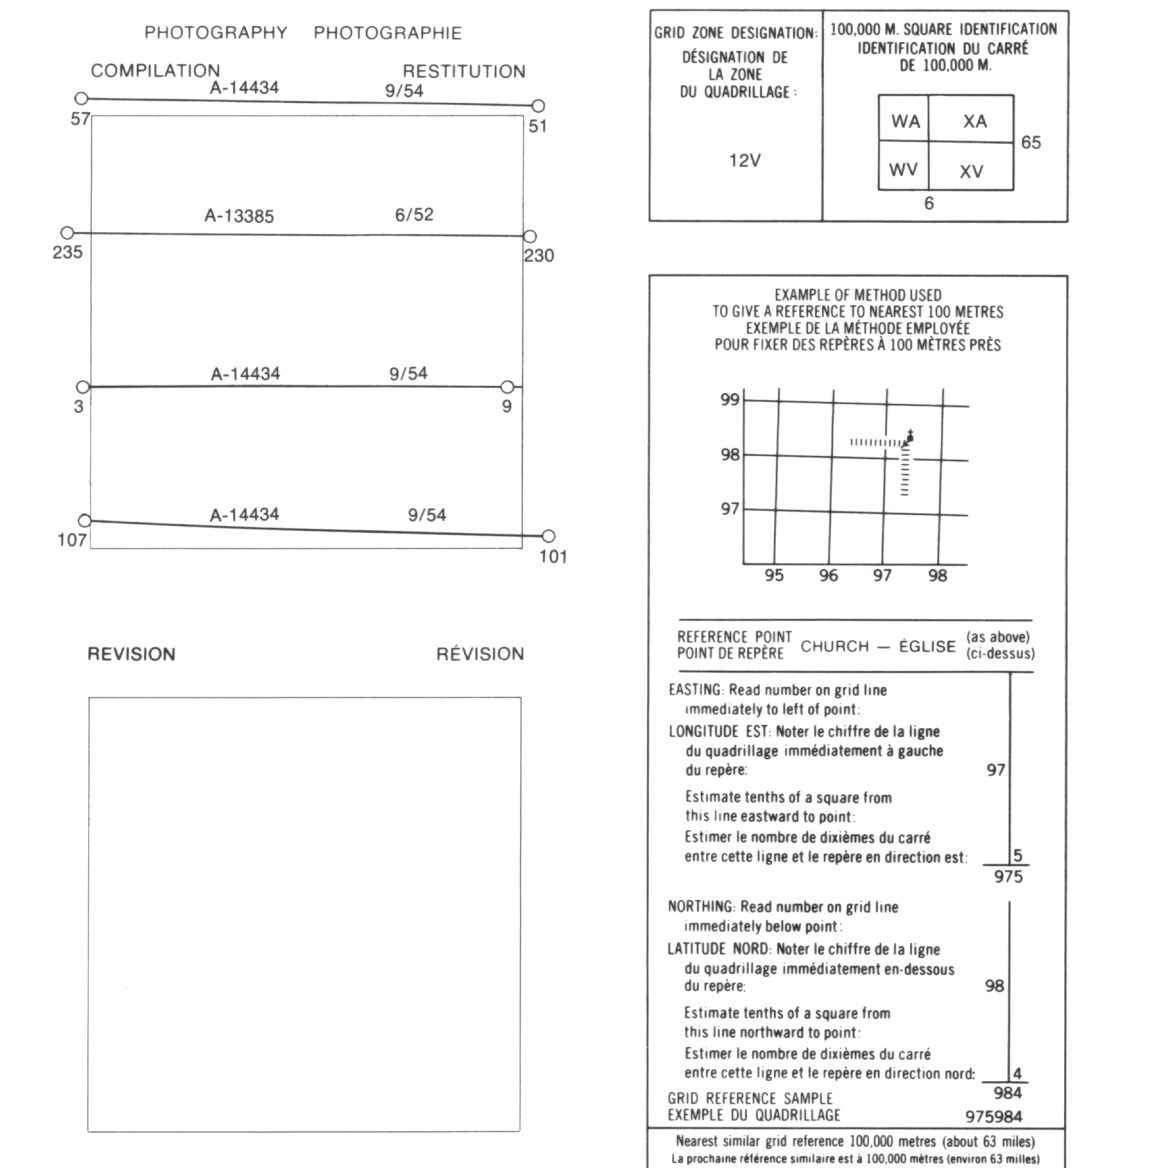 PHOTOGRAPHY PHOTOGRAPHIE
COMPILATION RESTITUTION
A-14434 9/54
57 51
A-13385 6/52
235 230
A-14434 9/54
3 9
A-14434 9/54
107 101
REVISION RÉVISION
GRID ZONE DESIGNATION:
DÉSIGNATION DE
LA ZONE
DU QUADRILLAGE :
12V
100,000 M. SQUARE IDENTIFICATION
IDENTIFICATION DU CARRÉ
DE 100,000 M.
WA XA
65
WV XV
6
EXAMPLE OF METHOD USED
TO GIVE A REFERENCE TO NEAREST 100 METRES
EXEMPLE DE LA MÉTHODE EMPLOYÉE
POUR FIXER DES REPÈRES À 100 MÈTRES PRÈS
99
98
97
95 96 97 98
REFERENCE POINT
POINT DE REPÈRE
CHURCH — ÉGLISE
(as above)
(ci-dessus)
EASTING: Read number on grid line
immediately to left of point:
LONGITUDE EST: Noter le chiffre de la ligne
du quadrillage immédiatement à gauche
du repère: 97
Estimate tenths of a square from
this line eastward to point:
Estimer le nombre de dixièmes du carré
entre cette ligne et le repère en direction est: 5
975
NORTHING: Read number on grid line
immediately below point:
LATITUDE NORD: Noter le chiffre de la ligne
du quadrillage immédiatement en-dessous
du repère: 98
Estimate tenths of a square from
this line northward to point:
Estimer le nombre de dixièmes du carré
entre cette ligne et le repère en direction nord: 4
984
GRID REFERENCE SAMPLE
EXEMPLE DU QUADRILLAGE 975984
Nearest similar grid reference 100,000 metres (about 63 miles)
La prochaine référence similaire est à 100,000 mètres (environ 63 milles)